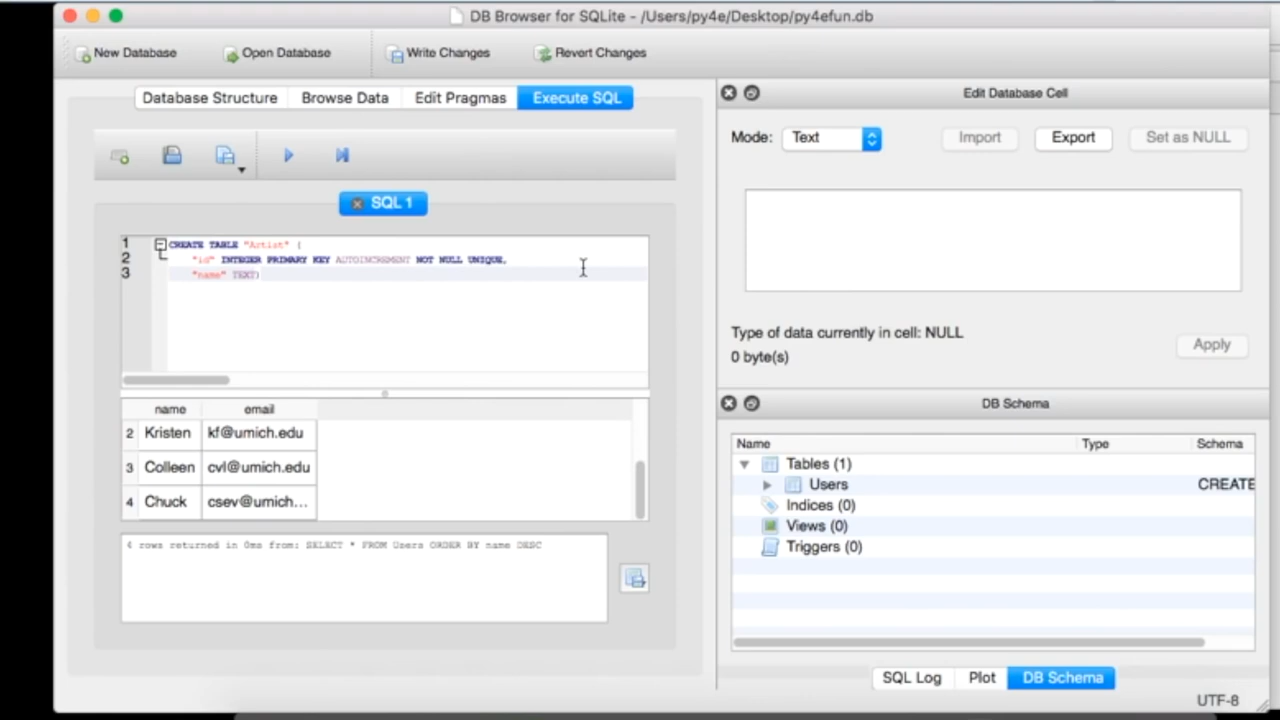 DB Browser for SQLite - /Users/py4e/Desktop/py4efun.db
New Database Open Database Write Changes Revert Changes
Database Structure Browse Data Edit Pragmas Execute SQL
SQL 1
1 CREATE TABLE "Artist" (
2 "id" INTEGER PRIMARY KEY AUTOINCREMENT NOT NULL UNIQUE,
3 "name" TEXT)
name email
2 Kristen kf@umich.edu
3 Colleen cvl@umich.edu
4 Chuck csev@umich...
4 rows returned in 0ms from: SELECT * FROM Users ORDER BY name DESC
Edit Database Cell
Mode: Text Import Export Set as NULL
Type of data currently in cell: NULL
0 byte(s)
Apply
DB Schema
Name Type Schema
Tables (1)
Users CREATE
Indices (0)
Views (0)
Triggers (0)
SQL Log Plot DB Schema
UTF-8